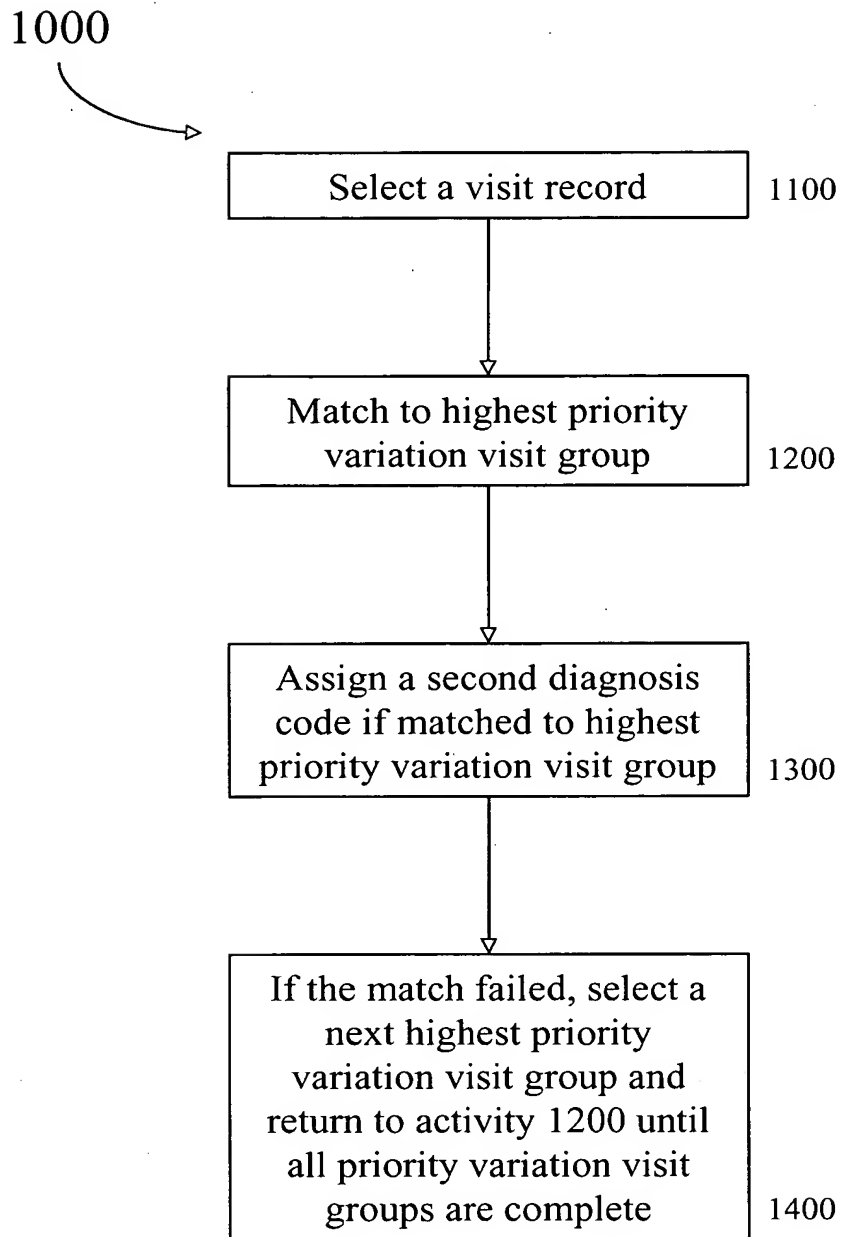 1000
Select a visit record
1100
Match to highest priority
variation visit group
1200
Assign a second diagnosis
code if matched to highest
priority variation visit group
1300
If the match failed, select a
next highest priority
variation visit group and
return to activity 1200 until
all priority variation visit
groups are complete
1400